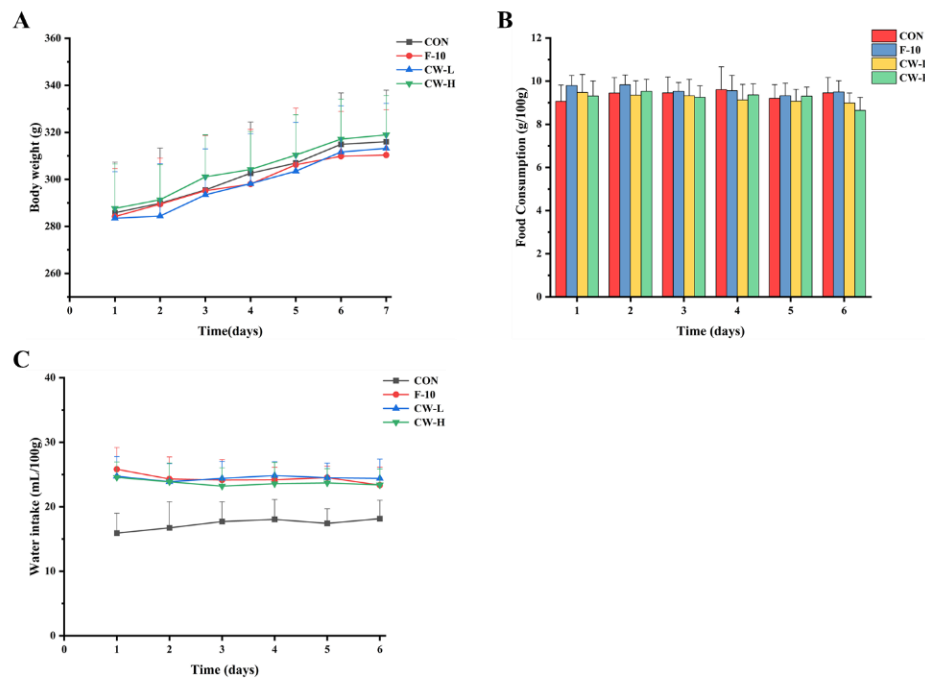 A
360
340
320
300
280
260
0
Body weight (g)
0 1 2 3 4 5 6 7
Time(days)
CON
F-10
CW-L
CW-H
B
12
10
8
6
4
2
0
Food Consumption (g/100g)
1 2 3 4 5 6
Time (days)
CON
F-10
C
40
30
20
10
0
Water intake (mL/100g)
0 1 2 3 4 5 6
Time (days)
CON
F-10
CW-L
CW-H